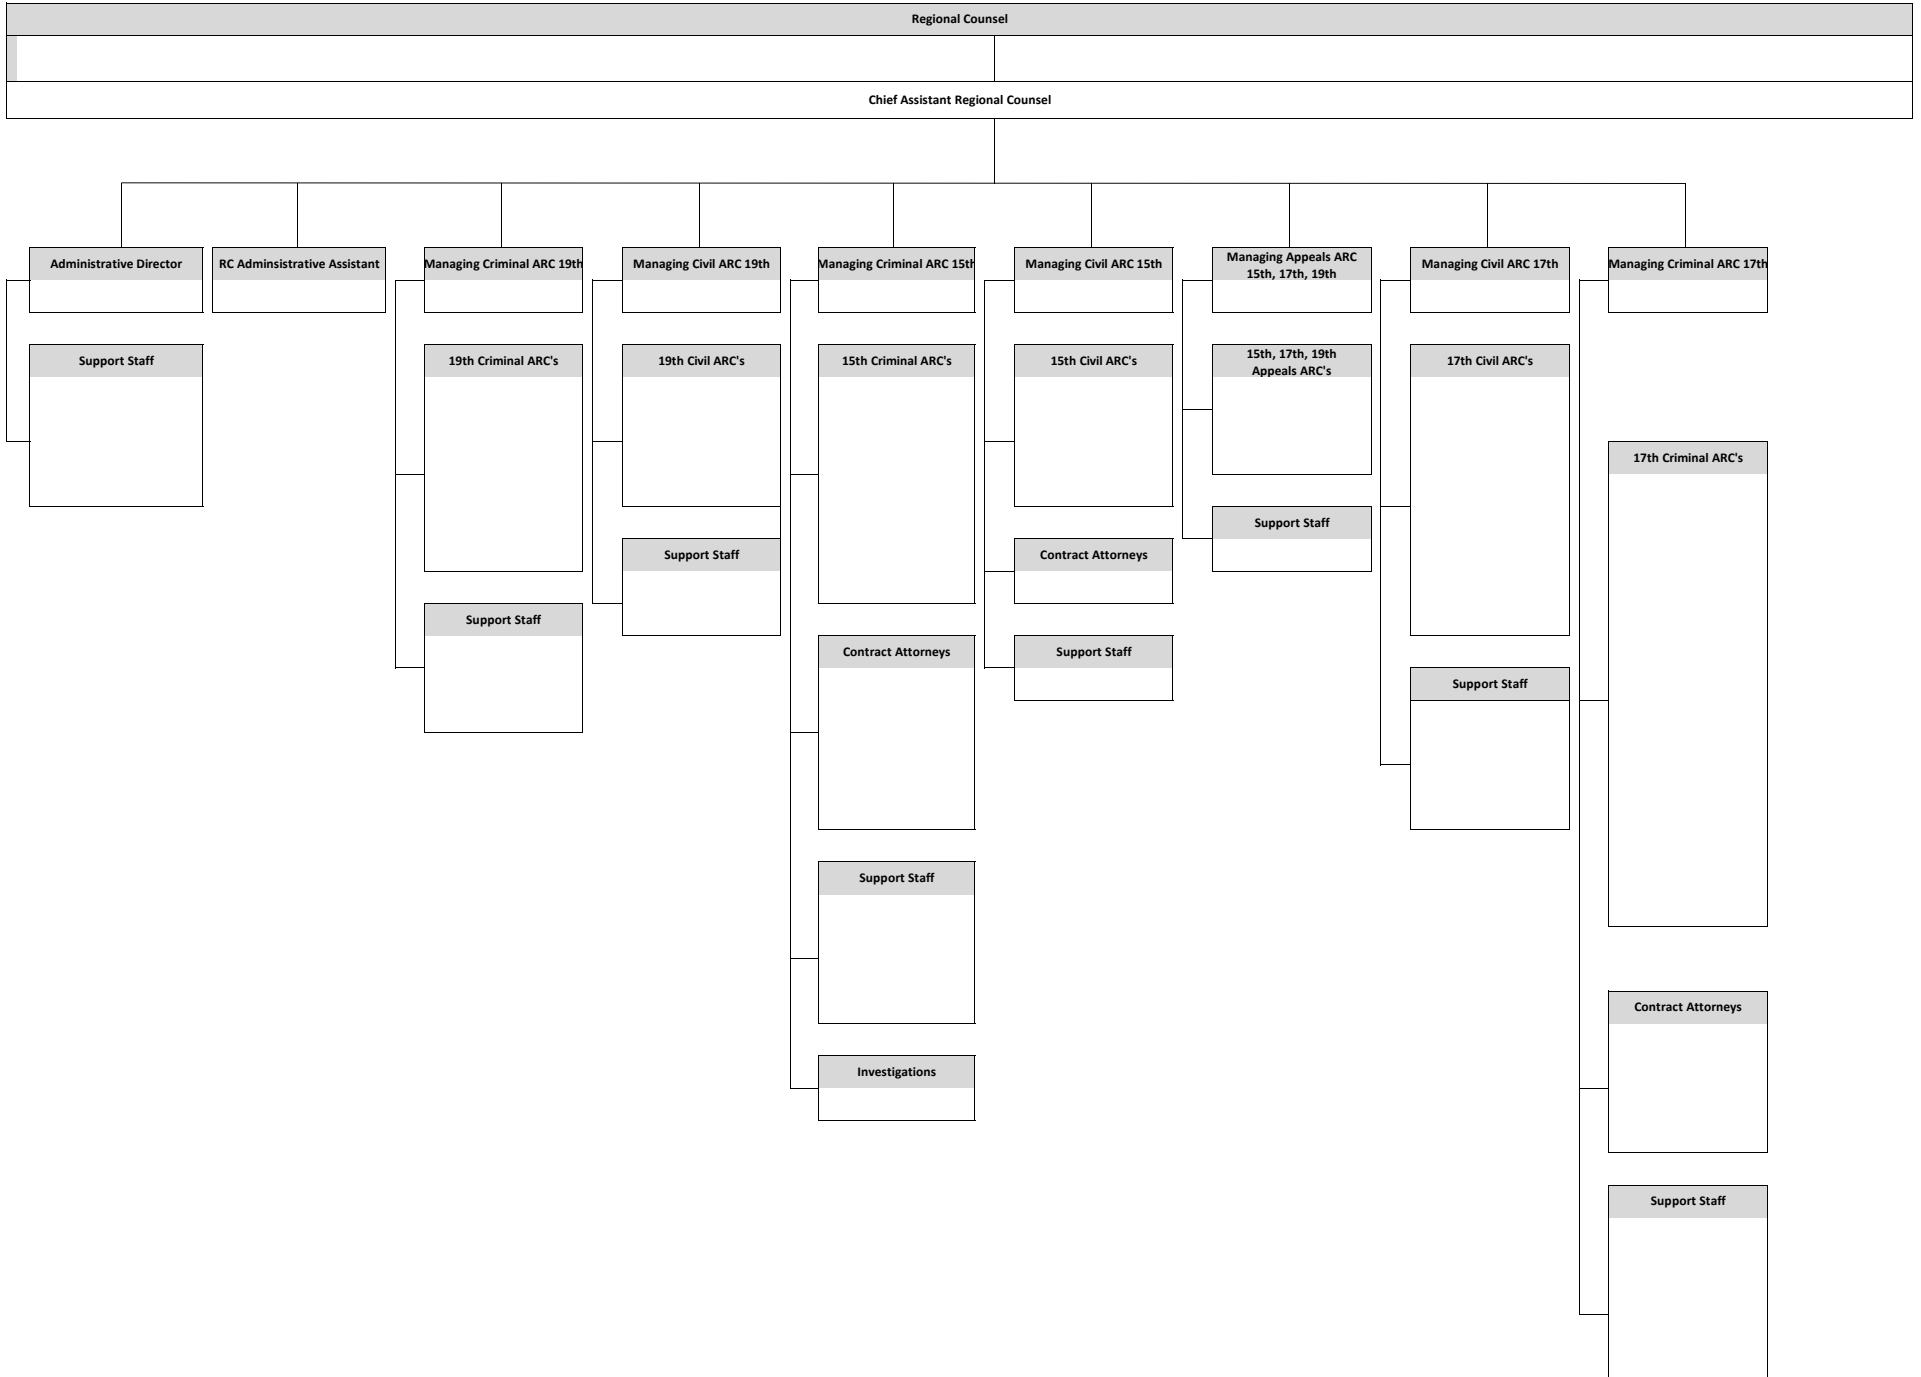 Regional Counsel
Chief Assistant Regional Counsel
Administrative Director
RC Adminsistrative Assistant
Managing Criminal ARC 19th
Managing Civil ARC 19th
Managing Criminal ARC 15th
Managing Civil ARC 15th
Managing Appeals ARC
15th, 17th, 19th
Managing Civil ARC 17th
Managing Criminal ARC 17th
Support Staff
19th Criminal ARC's
19th Civil ARC's
15th Criminal ARC's
15th Civil ARC's
15th, 17th, 19th
Appeals ARC's
17th Civil ARC's
17th Criminal ARC's
Support Staff
Support Staff
Contract Attorneys
Support Staff
Contract Attorneys
Support Staff
Support Staff
Support Staff
Contract Attorneys
Investigations
Support Staff